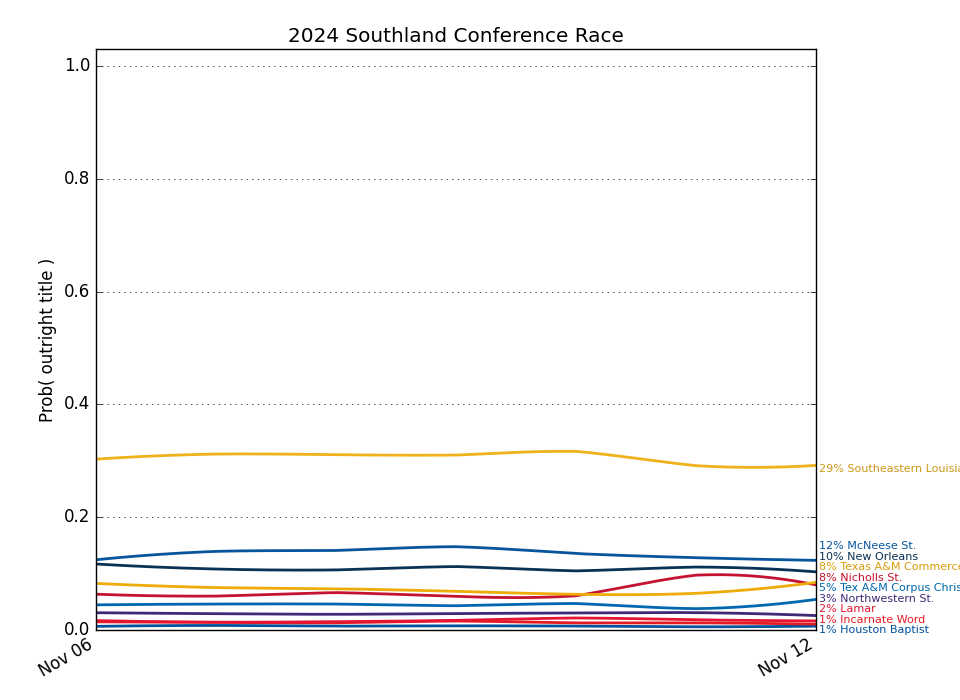 2024 Southland Conference Race
Prob( outright title )
1.0
0.8
0.6
0.4
0.2
0.0
Nov 06
Nov 12
29% Southeastern Louisia
12% McNeese St.
10% New Orleans
8% Texas A&M Commerce
8% Nicholls St.
5% Tex A&M Corpus Chris
3% Northwestern St.
2% Lamar
1% Incarnate Word
1% Houston Baptist